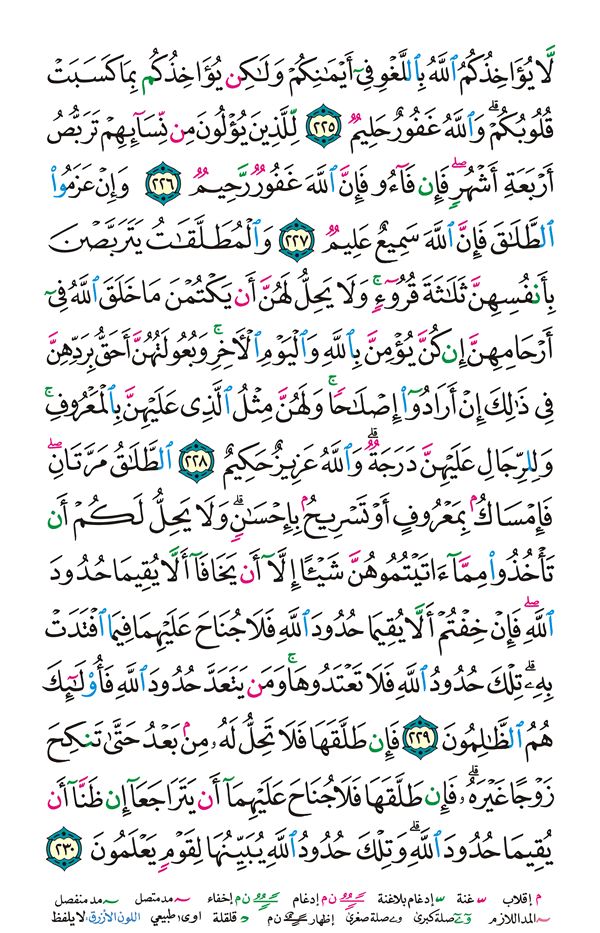 لَّا يُؤَاخِذُكُمُ ٱللَّهُ بِٱللَّغْوِ فِىٓ أَيْمَـٰنِكُمْ وَلَـٰكِن يُؤَاخِذُكُم بِمَا كَسَبَتْ
قُلُوبُكُمْ ۗ وَٱللَّهُ غَفُورٌ حَلِيمٌ ٢٢٥ لِّلَّذِينَ يُؤْلُونَ مِن نِّسَآئِهِمْ تَرَبُّصُ
أَرْبَعَةِ أَشْهُرٍ ۖ فَإِن فَآءُو فَإِنَّ ٱللَّهَ غَفُورٌ رَّحِيمٌ ٢٢٦ وَإِنْ عَزَمُوا۟
ٱلطَّلَـٰقَ فَإِنَّ ٱللَّهَ سَمِيعٌ عَلِيمٌ ٢٢٧ وَٱلْمُطَلَّقَـٰتُ يَتَرَبَّصْنَ
بِأَنفُسِهِنَّ ثَلَـٰثَةَ قُرُوٓءٍ ۚ وَلَا يَحِلُّ لَهُنَّ أَن يَكْتُمْنَ مَا خَلَقَ ٱللَّهُ فِىٓ
أَرْحَامِهِنَّ إِن كُنَّ يُؤْمِنَّ بِٱللَّهِ وَٱلْيَوْمِ ٱلْـَٔاخِرِ ۚ وَبُعُولَتُهُنَّ أَحَقُّ بِرَدِّهِنَّ
فِى ذَٰلِكَ إِنْ أَرَادُوٓا۟ إِصْلَـٰحًا ۚ وَلَهُنَّ مِثْلُ ٱلَّذِى عَلَيْهِنَّ بِٱلْمَعْرُوفِ ۚ
وَلِلرِّجَالِ عَلَيْهِنَّ دَرَجَةٌ ۗ وَٱللَّهُ عَزِيزٌ حَكِيمٌ ٢٢٨ ٱلطَّلَـٰقُ مَرَّتَانِ ۖ
فَإِمْسَاكٌۢ بِمَعْرُوفٍ أَوْ تَسْرِيحٌۢ بِإِحْسَـٰنٍ ۗ وَلَا يَحِلُّ لَكُمْ أَن
تَأْخُذُوا۟ مِمَّآ ءَاتَيْتُمُوهُنَّ شَيْـًٔا إِلَّآ أَن يَخَافَآ أَلَّا يُقِيمَا حُدُودَ
ٱللَّهِ ۖ فَإِنْ خِفْتُمْ أَلَّا يُقِيمَا حُدُودَ ٱللَّهِ فَلَا جُنَاحَ عَلَيْهِمَا فِيمَا ٱفْتَدَتْ
بِهِۦ ۗ تِلْكَ حُدُودُ ٱللَّهِ فَلَا تَعْتَدُوهَا ۚ وَمَن يَتَعَدَّ حُدُودَ ٱللَّهِ فَأُو۟لَـٰٓئِكَ
هُمُ ٱلظَّـٰلِمُونَ ٢٢٩ فَإِن طَلَّقَهَا فَلَا تَحِلُّ لَهُۥ مِنۢ بَعْدُ حَتَّىٰ تَنكِحَ
زَوْجًا غَيْرَهُۥ ۗ فَإِن طَلَّقَهَا فَلَا جُنَاحَ عَلَيْهِمَآ أَن يَتَرَاجَعَآ إِن ظَنَّآ أَن
يُقِيمَا حُدُودَ ٱللَّهِ ۗ وَتِلْكَ حُدُودُ ٱللَّهِ يُبَيِّنُهَا لِقَوْمٍ يَعْلَمُونَ ٢٣٠
م إقلاب غنة إدغام بلاغنة ن م إدغام ن م إخفاء مد متصل مد منفصل
المد اللازم صلة كبرى صلة صغرى إظهار ن م قلقلة ا و ى طبيعي اللون الأزرق: لا يلفظ